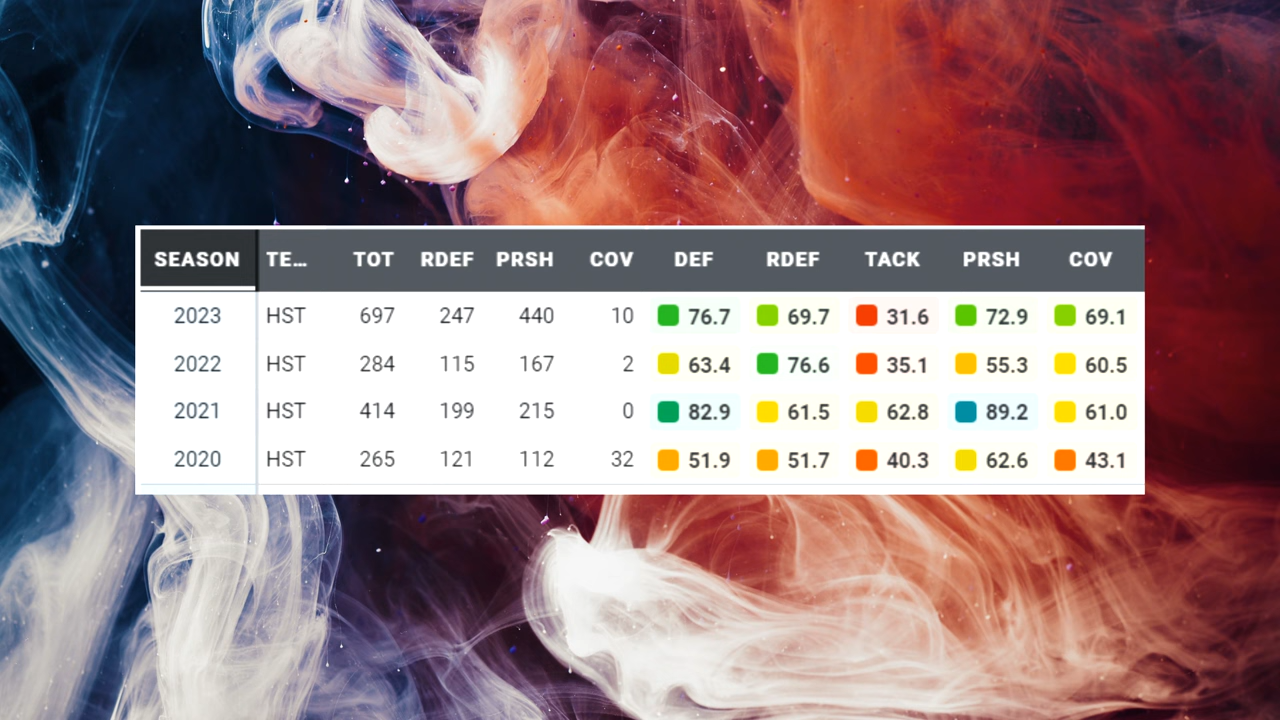 SEASON TE... TOT RDEF PRSH COV DEF RDEF TACK PRSH COV
2023 HST 697 247 440 10 76.7 69.7 31.6 72.9 69.1
2022 HST 284 115 167 2 63.4 76.6 35.1 55.3 60.5
2021 HST 414 199 215 0 82.9 61.5 62.8 89.2 61.0
2020 HST 265 121 112 32 51.9 51.7 40.3 62.6 43.1